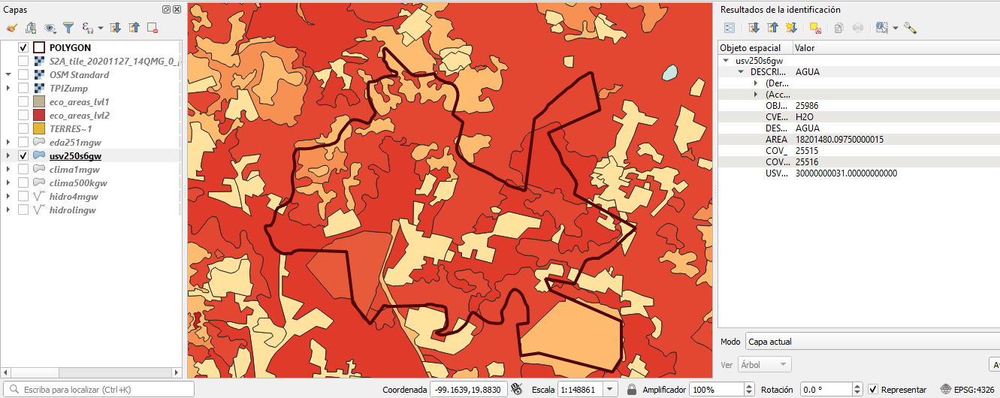 Capas
POLYGON
S2A_tile_20201127_14QMG_0_
OSM Standard
TPIZump
eco_areas_lvl1
eco_areas_lvl2
TERRES~1
eda251mgw
usv250s6gw
clima1mgw
clima500kgw
hidro4mgw
hidrolingw
Resultados de la identificación
Objeto espacial Valor
usv250s6gw
DESCRI... AGUA
(Der...
(Acc...
OBJ... 25986
CVE... H2O
DES... AGUA
AREA 18201480.09750000015
COV_ 25515
COV... 25516
USV... 30000000031.00000000000
Modo Capa actual
Ver Árbol
Escriba para localizar (Ctrl+K) Coordenada -99.1639,19.8830 Escala 1:148861 Amplificador 100% Rotación 0.0 ° Representar EPSG:4326